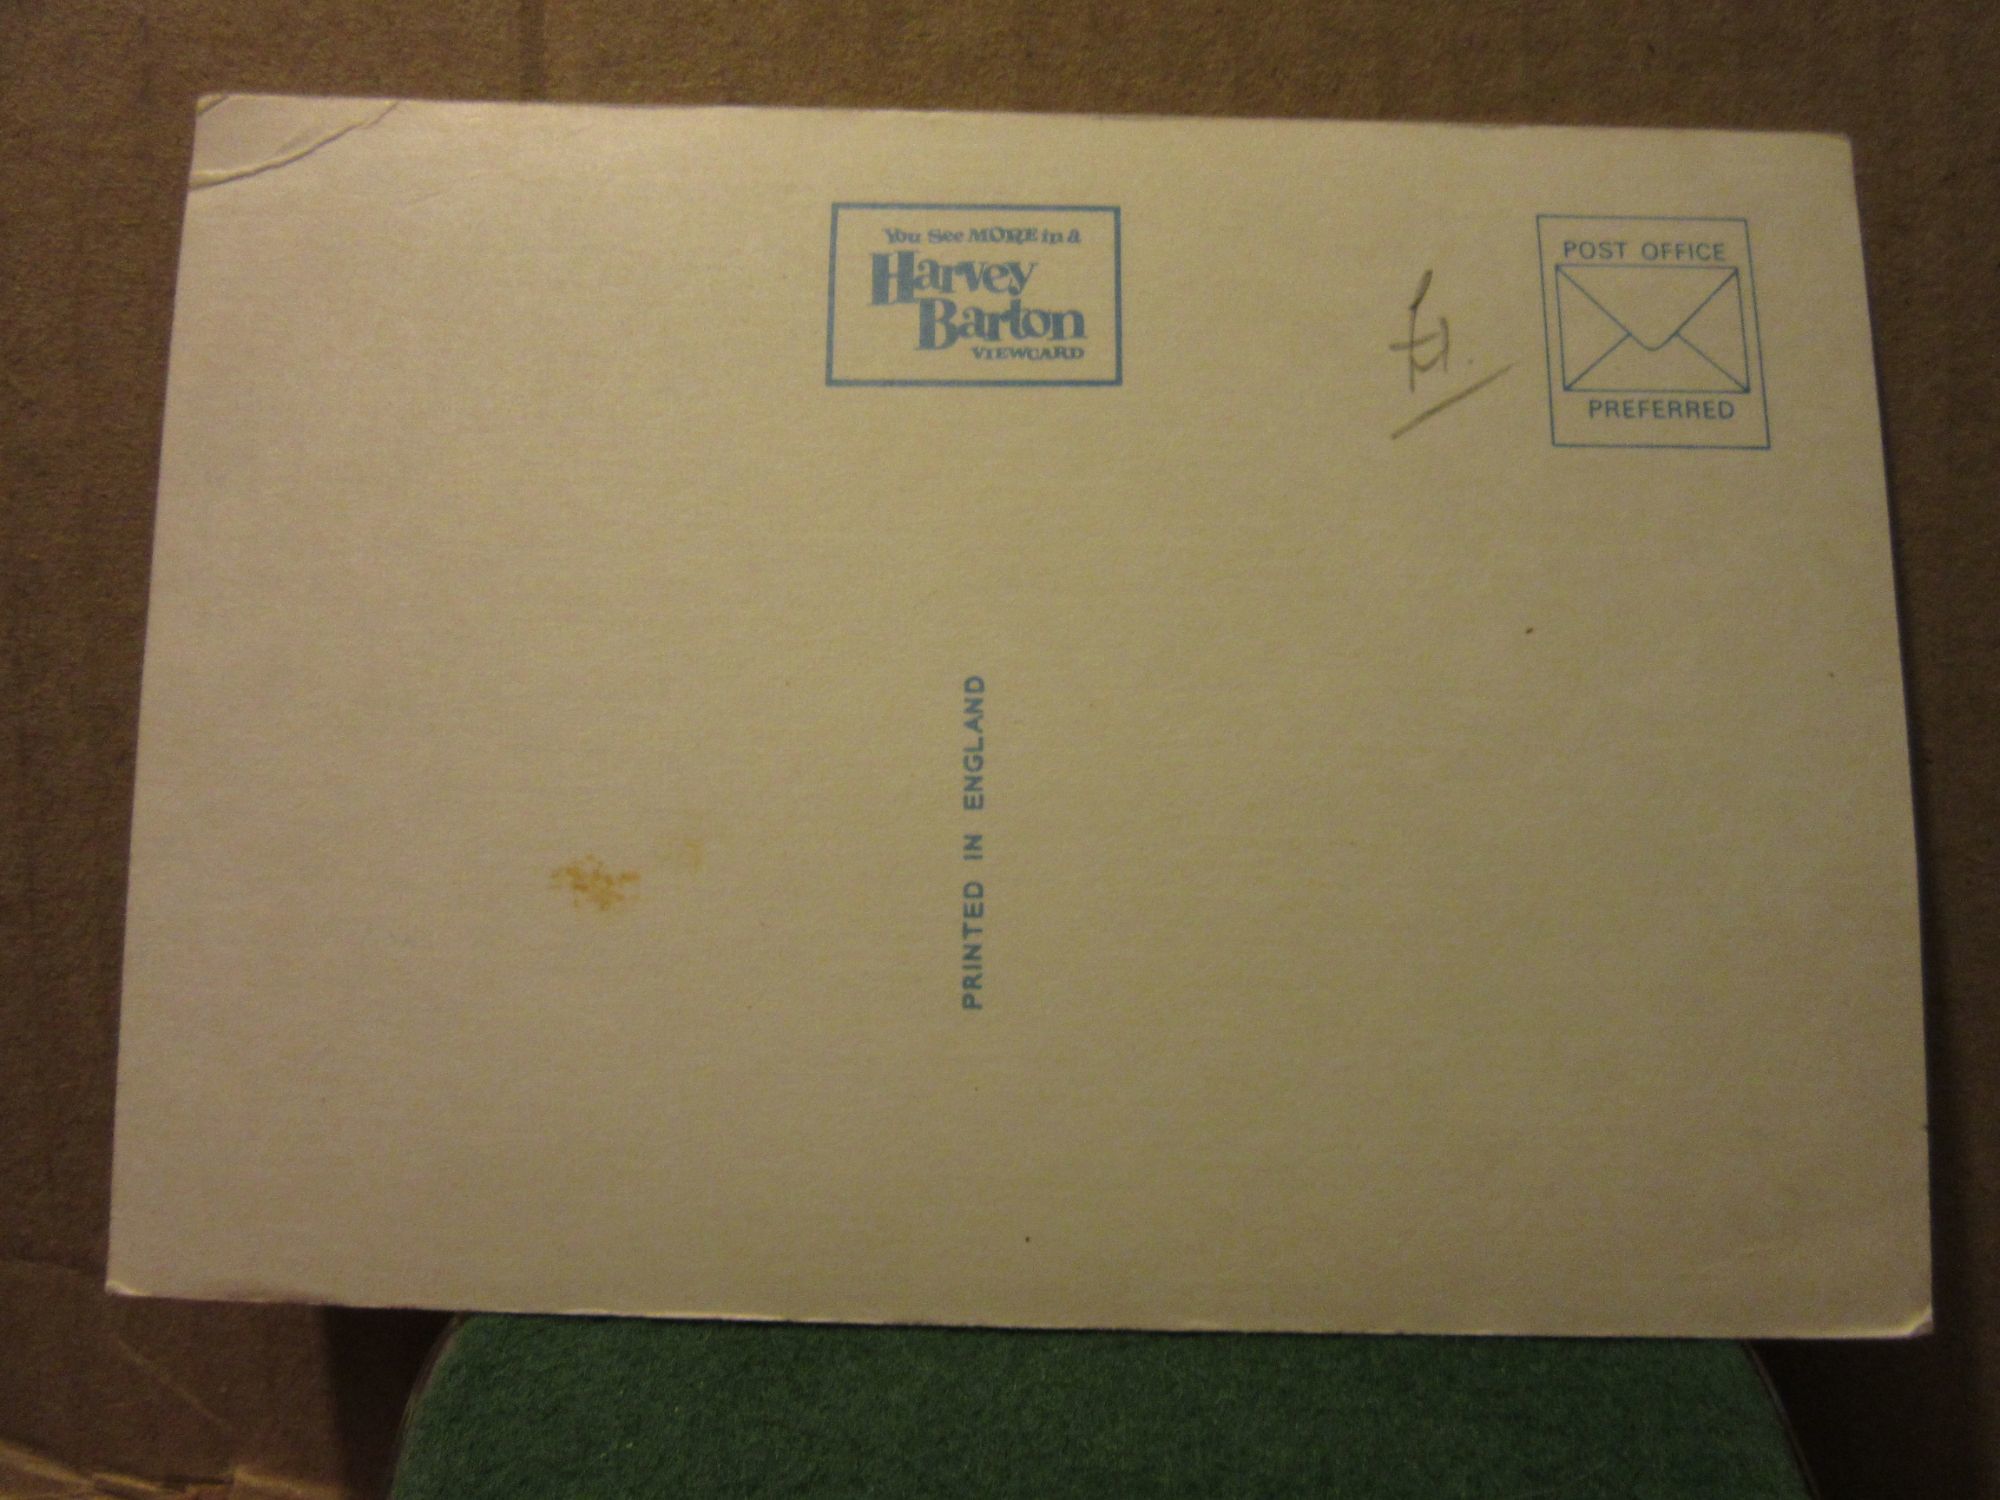 You See MORE in a
Harvey
Barton
VIEWCARD
POST OFFICE
PREFERRED
PRINTED IN ENGLAND